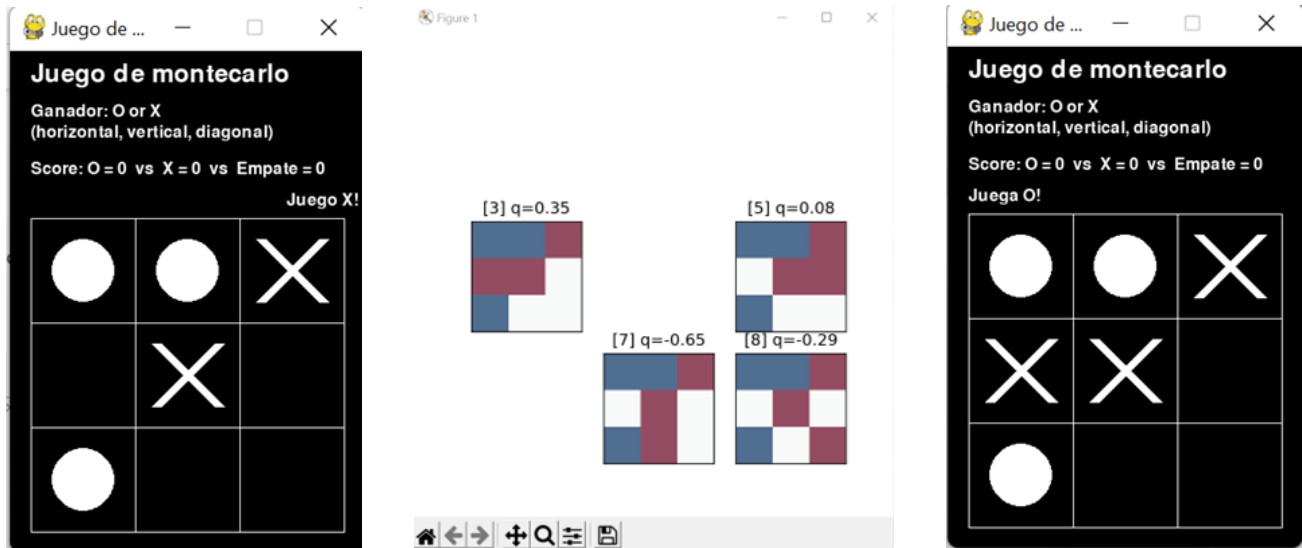 Juego de ...
Juego de montecarlo
Ganador: O or X
(horizontal, vertical, diagonal)
Score: O = 0 vs X = 0 vs Empate = 0
Juego X!
Figure 1
[3] q=0.35
[5] q=0.08
[7] q=-0.65
[8] q=-0.29
Juego de ...
Juego de montecarlo
Ganador: O or X
(horizontal, vertical, diagonal)
Score: O = 0 vs X = 0 vs Empate = 0
Juega O!